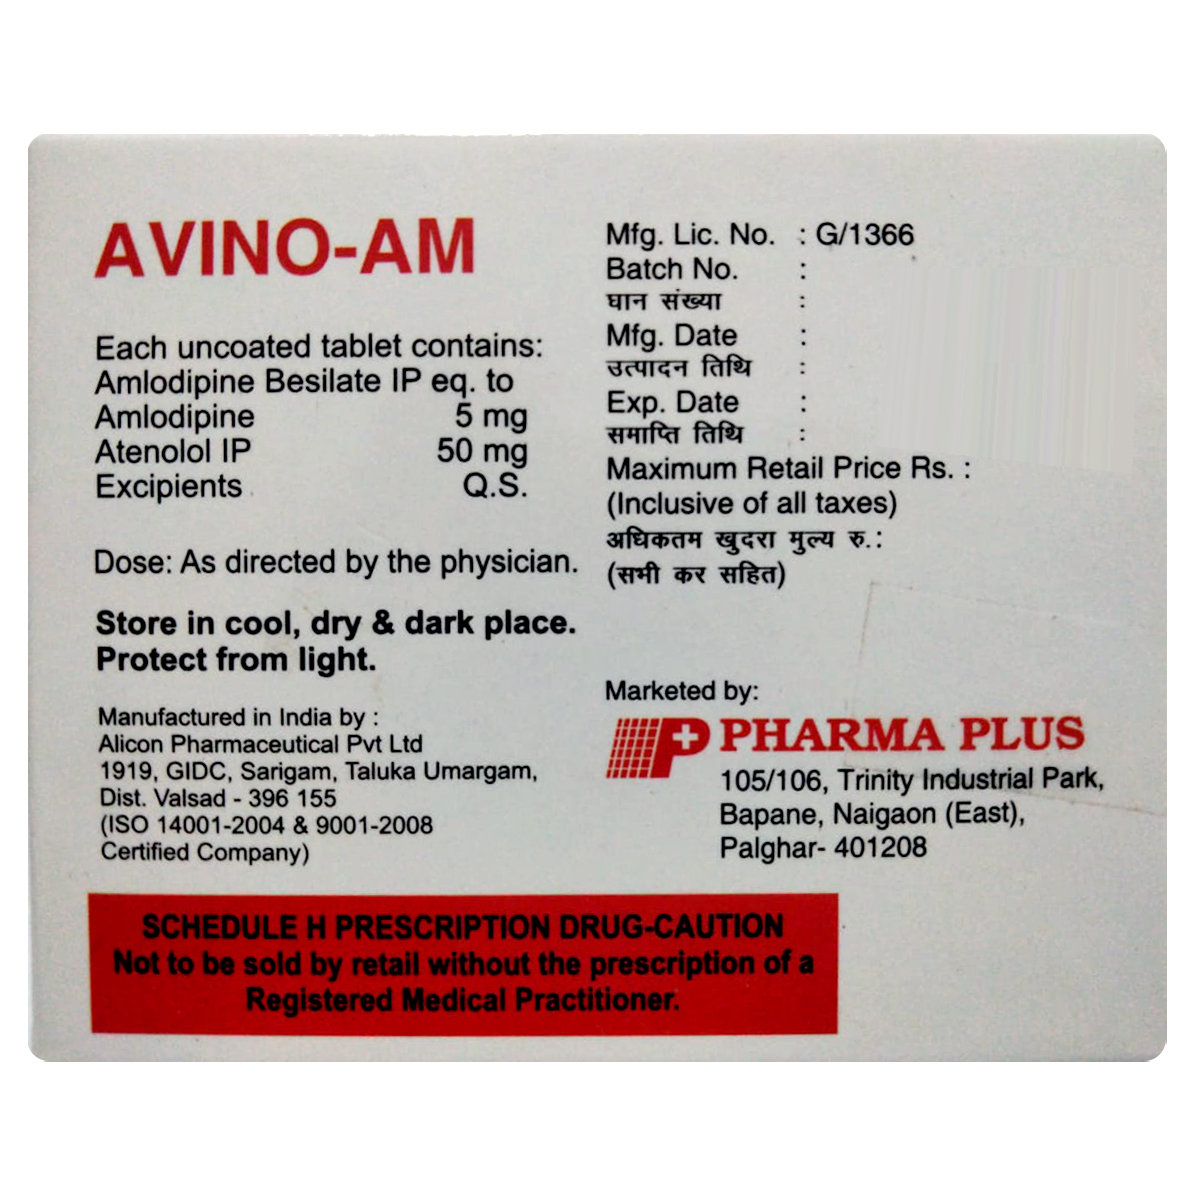 AVINO-AM
Each uncoated tablet contains:
Amlodipine Besilate IP eq. to
Amlodipine 5 mg
Atenolol IP 50 mg
Excipients Q.S.
Dose: As directed by the physician.
Store in cool, dry & dark place.
Protect from light.
Manufactured in India by :
Alicon Pharmaceutical Pvt Ltd
1919, GIDC, Sarigam, Taluka Umargam,
Dist. Valsad - 396 155
(ISO 14001-2004 & 9001-2008
Certified Company)
Mfg. Lic. No. : G/1366
Batch No. :
घान संख्या :
Mfg. Date :
उत्पादन तिथि :
Exp. Date :
समाप्ति तिथि :
Maximum Retail Price Rs. :
(Inclusive of all taxes)
अधिकतम खुदरा मुल्य रु.:
(सभी कर सहित)
Marketed by:
P PHARMA PLUS
105/106, Trinity Industrial Park,
Bapane, Naigaon (East),
Palghar- 401208
SCHEDULE H PRESCRIPTION DRUG-CAUTION
Not to be sold by retail without the prescription of a
Registered Medical Practitioner.